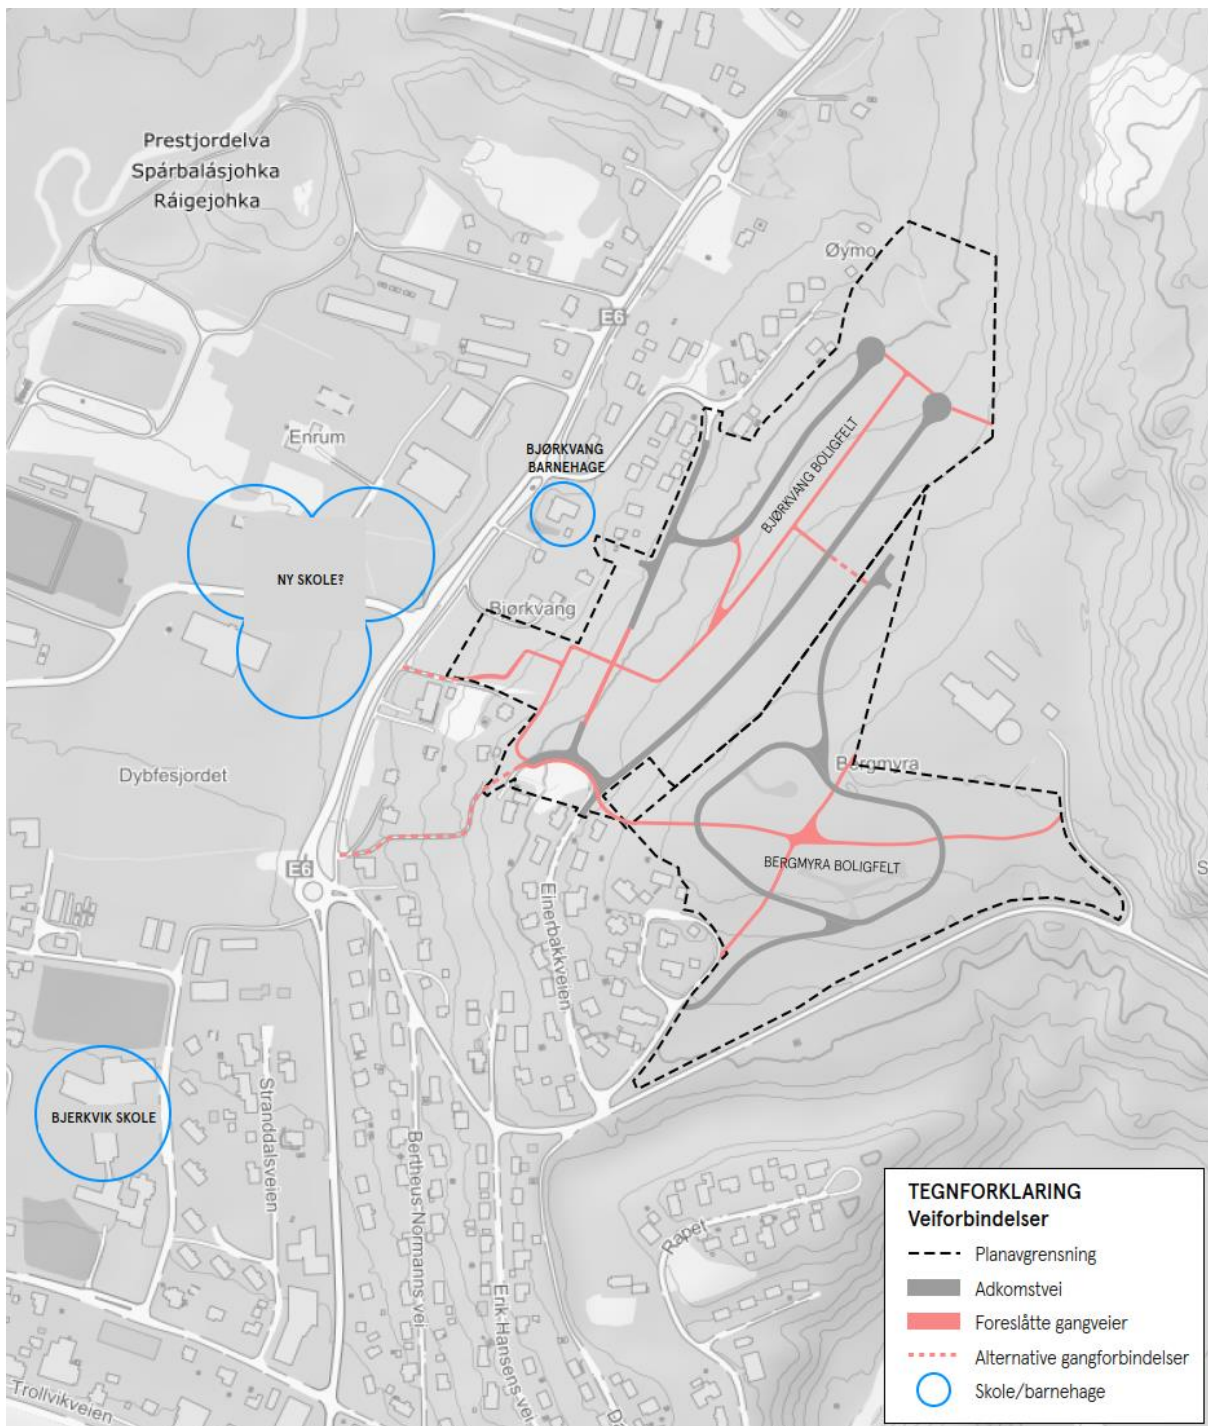 Prestjordelva
Spárbalásjohka
Ráigejohka
Øymo
E6
Enrum
BJØRKVANG
BARNEHAGE
BJØRKVANG BOLIGFELT
NY SKOLE?
Bjørkvang
Dybfesjordet
Bergmyra
E6
BERGMYRA BOLIGFELT
S
Einerbakkveien
BJERKVIK SKOLE
Stranddalsveien
Bertheus Normanns vei
Erik Hansens vei
Rapet
Trollvikveien
TEGNFORKLARING
Veiforbindelser
Planavgrensning
Adkomstvei
Foreslåtte gangveier
Alternative gangforbindelser
Skole/barnehage